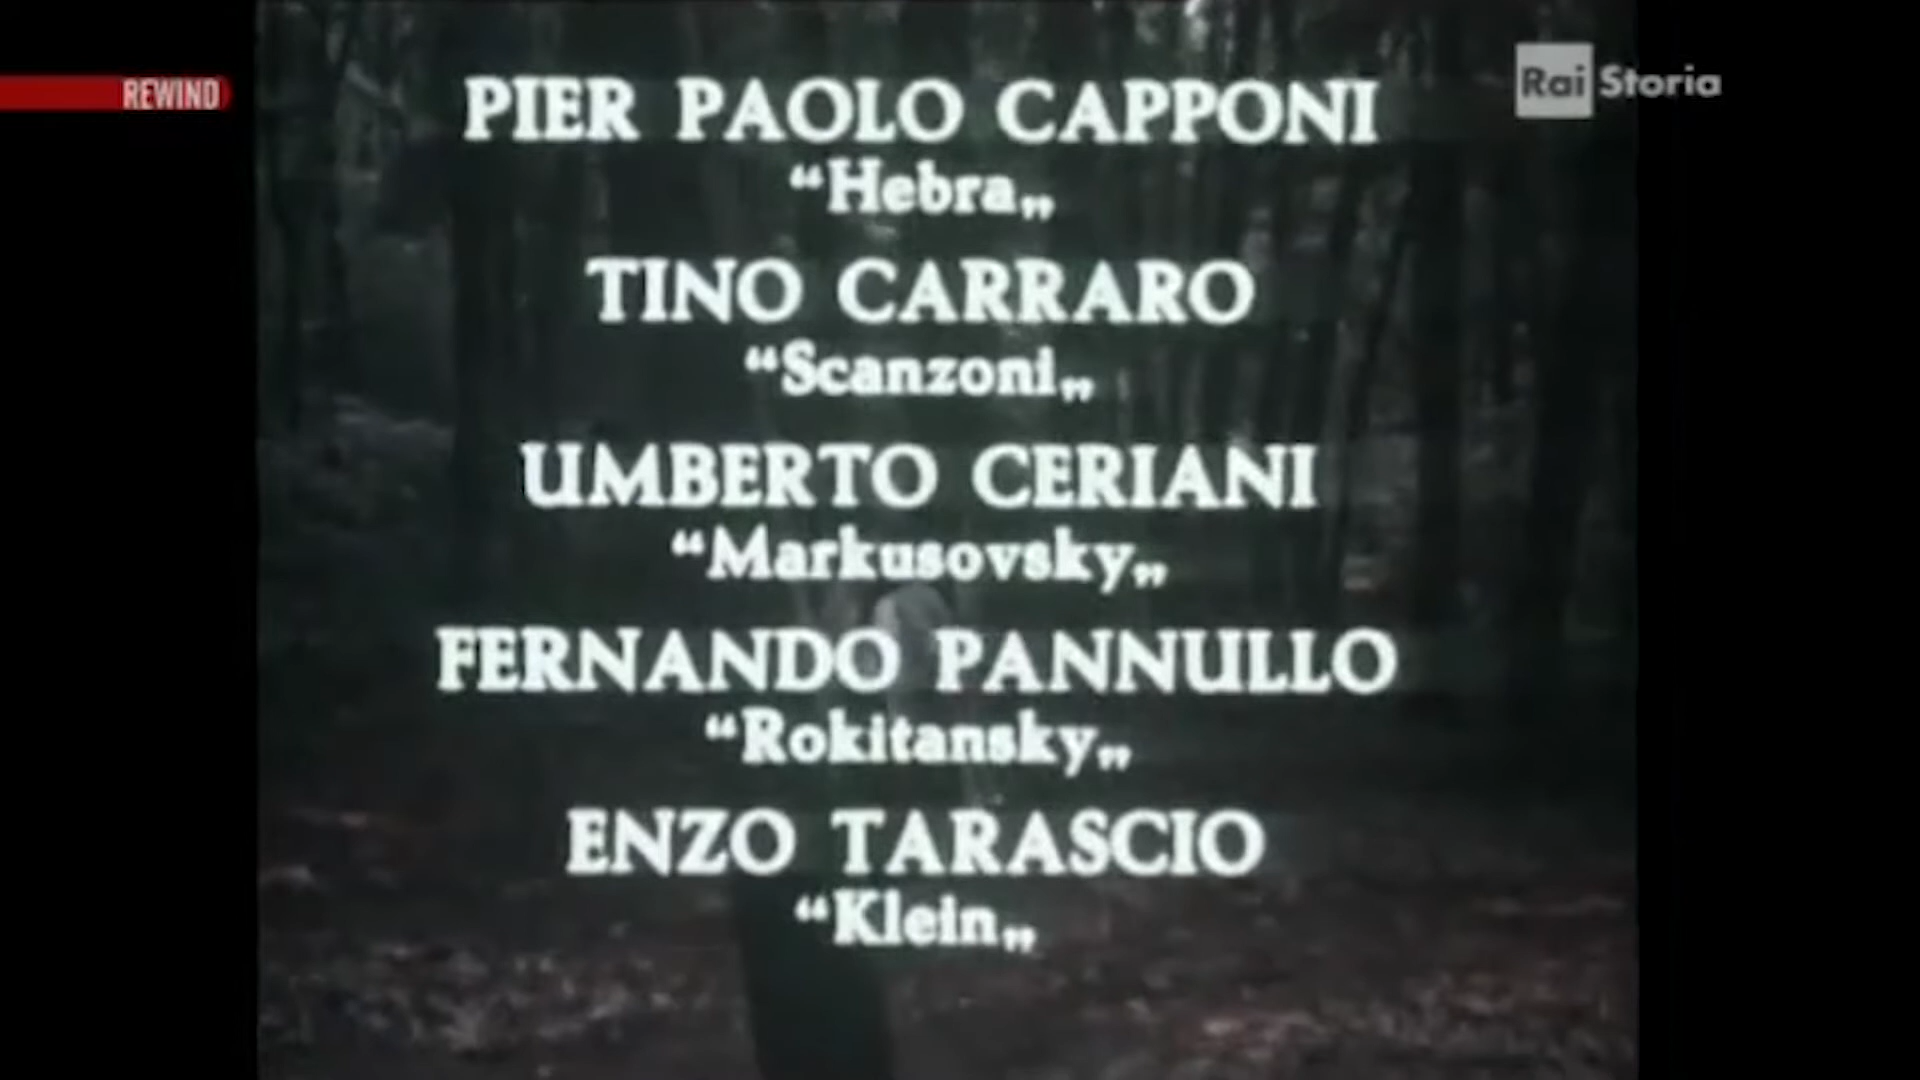 REWIND
Rai Storia
PIER PAOLO CAPPONI
“Hebra„
TINO CARRARO
“Scanzoni„
UMBERTO CERIANI
“Markusovsky„
FERNANDO PANNULLO
“Rokitansky„
ENZO TARASCIO
“Klein„